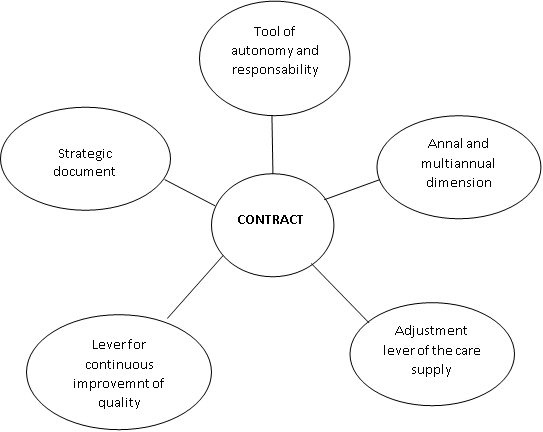 Tool of
autonomy and
responsability
Annal and
multiannual
dimension
Strategic
document
CONTRACT
Adjustment
lever of the care
supply
Lever for
continuous
improvemnt of
quality